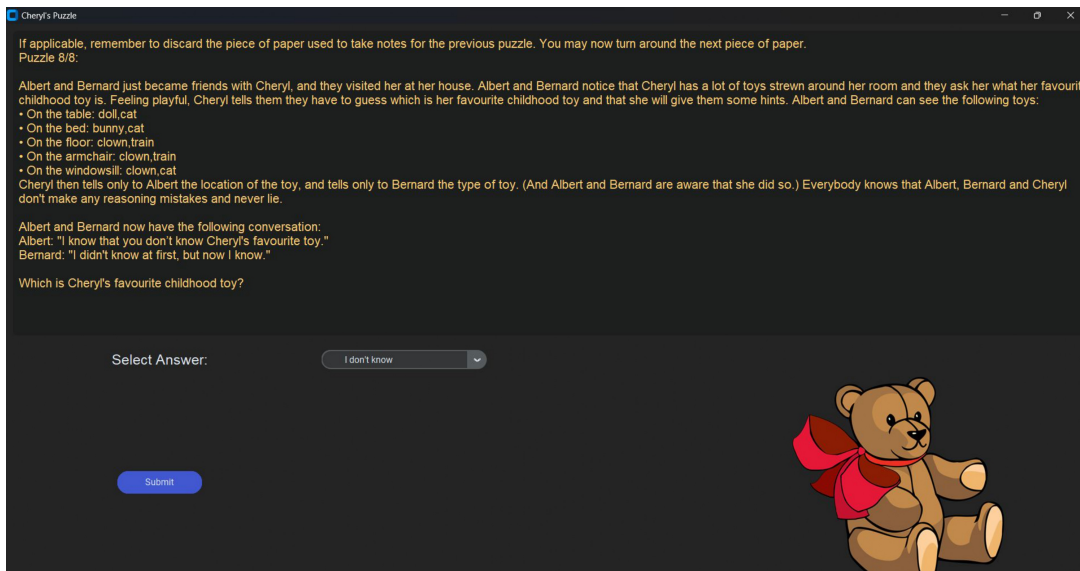 Cheryl's Puzzle
If applicable, remember to discard the piece of paper used to take notes for the previous puzzle. You may now turn around the next piece of paper.
Puzzle 8/8:
Albert and Bernard just became friends with Cheryl, and they visited her at her house. Albert and Bernard notice that Cheryl has a lot of toys strewn around her room and they ask her what her favourit
childhood toy is. Feeling playful, Cheryl tells them they have to guess which is her favourite childhood toy and that she will give them some hints. Albert and Bernard can see the following toys:
• On the table: doll,cat
• On the bed: bunny,cat
• On the floor: clown,train
• On the armchair: clown,train
• On the windowsill: clown,cat
Cheryl then tells only to Albert the location of the toy, and tells only to Bernard the type of toy. (And Albert and Bernard are aware that she did so.) Everybody knows that Albert, Bernard and Cheryl
don't make any reasoning mistakes and never lie.
Albert and Bernard now have the following conversation:
Albert: "I know that you don’t know Cheryl's favourite toy."
Bernard: "I didn't know at first, but now I know."
Which is Cheryl's favourite childhood toy?
Select Answer:
I don't know
Submit